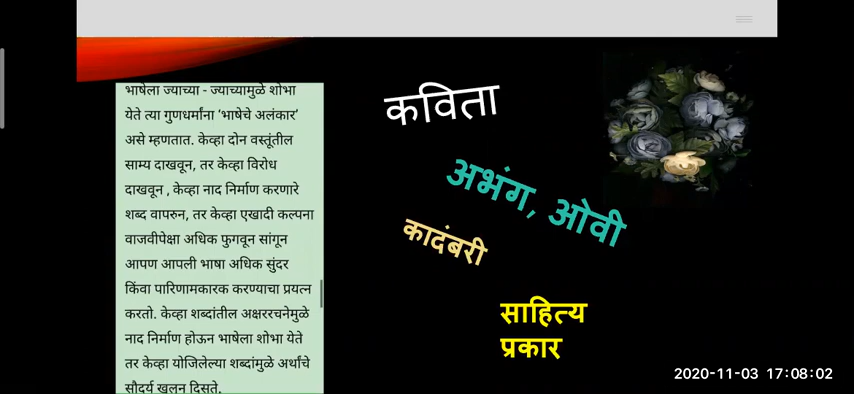 भाषेला ज्याच्या - ज्याच्यामुळे शोभा
येते त्या गुणधर्मांना 'भाषेचे अलंकार'
असे म्हणतात. केव्हा दोन वस्तूंतील
साम्य दाखवून, तर केव्हा विरोध
दाखवून , केव्हा नाद निर्माण करणारे
शब्द वापरुन, तर केव्हा एखादी कल्पना
वाजवीपेक्षा अधिक फुगवून सांगून
आपण आपली भाषा अधिक सुंदर
किंवा पारिणामकारक करण्याचा प्रयत्न
करतो. केव्हा शब्दांतील अक्षररचनेमुळे
नाद निर्माण होऊन भाषेला शोभा येते
तर केव्हा योजिलेल्या शब्दांमुळे अर्थाचे
सौदर्य खुलून दिसते.
कविता
अभंग, ओवी
कादंबरी
साहित्य
प्रकार
2020-11-03 17:08:02